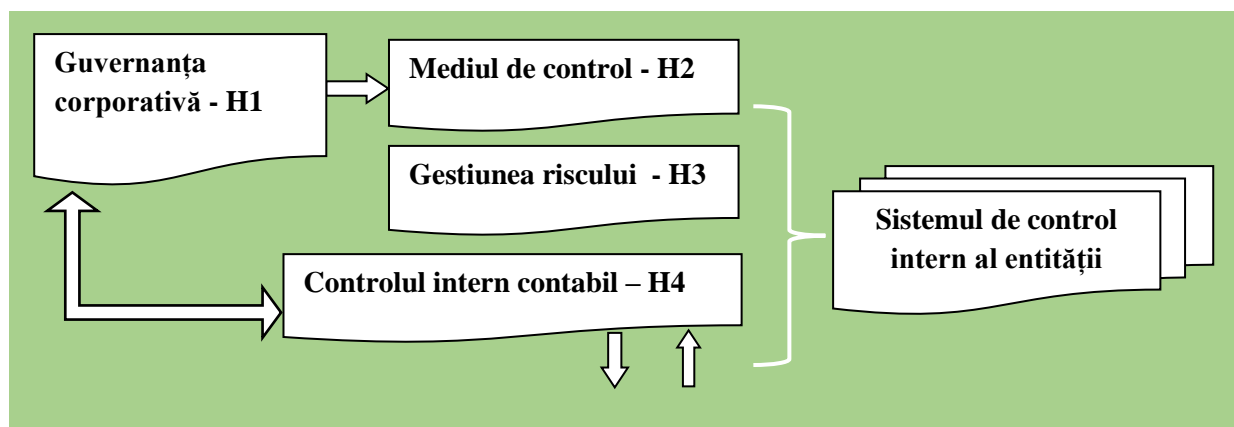 Guvernanța
corporativă - H1
Mediul de control - H2
Gestiunea riscului - H3
Controlul intern contabil – H4
Sistemul de control
intern al entității